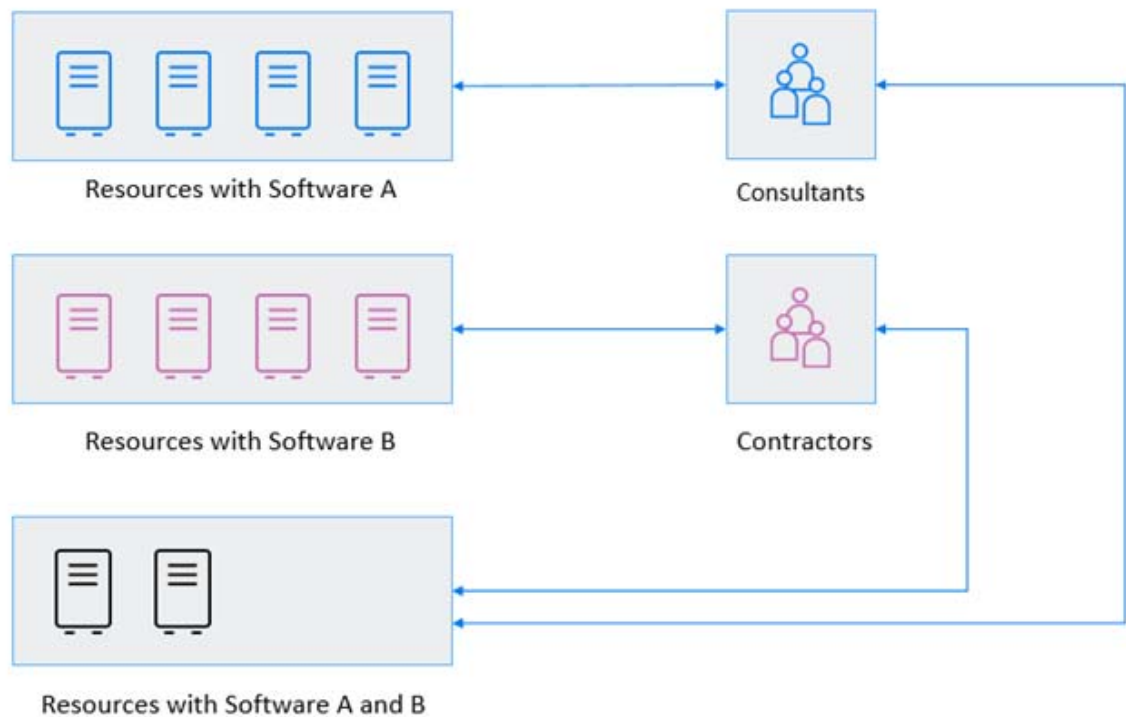 Resources with Software A
Consultants
Resources with Software B
Contractors
Resources with Software A and B